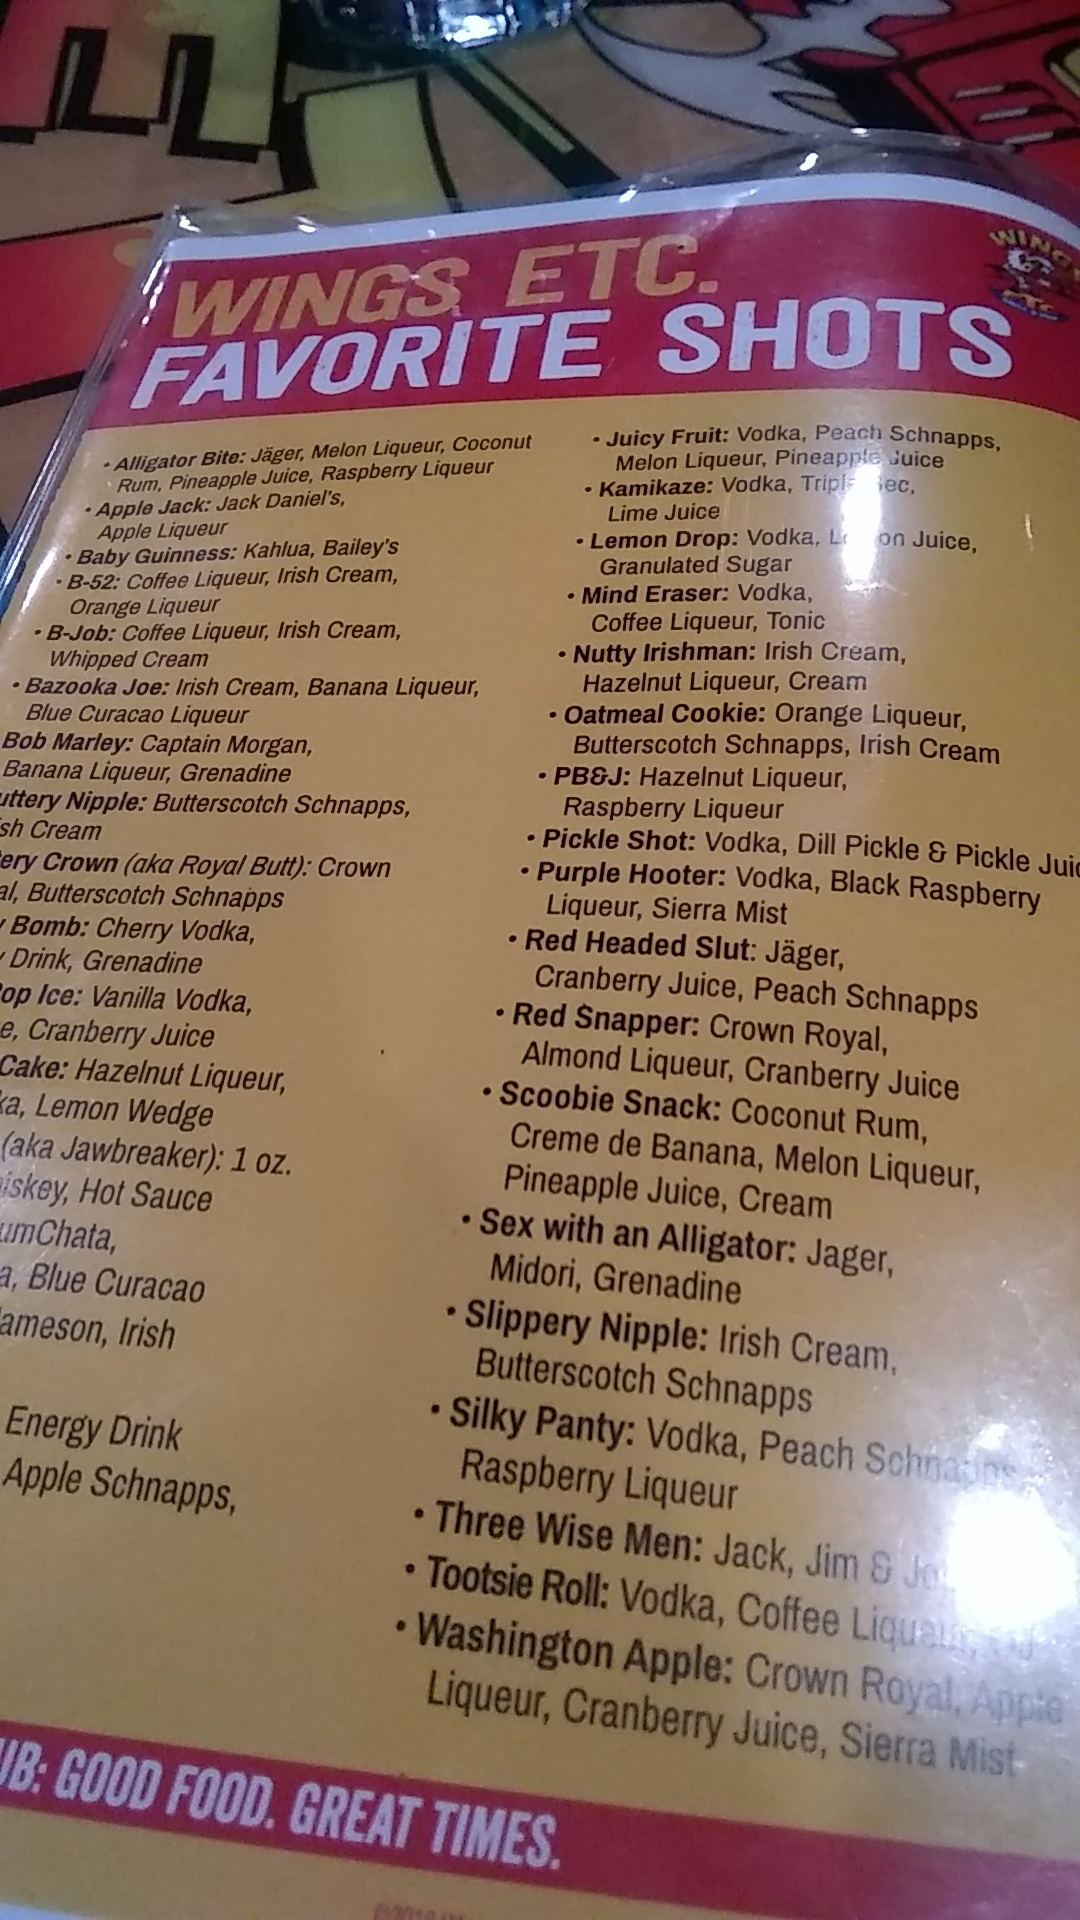 WINGS ETC.
FAVORITE SHOTS
WINGS
ETC
• Alligator Bite: Jäger, Melon Liqueur, Coconut
Rum, Pineapple Juice, Raspberry Liqueur
• Apple Jack: Jack Daniel's,
Apple Liqueur
• Baby Guinness: Kahlua, Bailey's
• B-52: Coffee Liqueur, Irish Cream,
Orange Liqueur
• B-Job: Coffee Liqueur, Irish Cream,
Whipped Cream
• Bazooka Joe: Irish Cream, Banana Liqueur,
Blue Curacao Liqueur
Bob Marley: Captain Morgan,
Banana Liqueur, Grenadine
uttery Nipple: Butterscotch Schnapps,
sh Cream
ery Crown (aka Royal Butt): Crown
al, Butterscotch Schnapps
y Bomb: Cherry Vodka,
y Drink, Grenadine
op Ice: Vanilla Vodka,
e, Cranberry Juice
Cake: Hazelnut Liqueur,
ka, Lemon Wedge
(aka Jawbreaker): 1 oz.
iskey, Hot Sauce
umChata,
a, Blue Curacao
ameson, Irish
Energy Drink
Apple Schnapps,
• Juicy Fruit: Vodka, Peach Schnapps,
Melon Liqueur, Pineapple Juice
• Kamikaze: Vodka, Triple Sec,
Lime Juice
• Lemon Drop: Vodka, Lemon Juice,
Granulated Sugar
• Mind Eraser: Vodka,
Coffee Liqueur, Tonic
• Nutty Irishman: Irish Cream,
Hazelnut Liqueur, Cream
• Oatmeal Cookie: Orange Liqueur,
Butterscotch Schnapps, Irish Cream
• PB&J: Hazelnut Liqueur,
Raspberry Liqueur
• Pickle Shot: Vodka, Dill Pickle & Pickle Juic
• Purple Hooter: Vodka, Black Raspberry
Liqueur, Sierra Mist
• Red Headed Slut: Jäger,
Cranberry Juice, Peach Schnapps
• Red Snapper: Crown Royal,
Almond Liqueur, Cranberry Juice
• Scoobie Snack: Coconut Rum,
Creme de Banana, Melon Liqueur,
Pineapple Juice, Cream
• Sex with an Alligator: Jager,
Midori, Grenadine
• Slippery Nipple: Irish Cream,
Butterscotch Schnapps
• Silky Panty: Vodka, Peach Schnapps,
Raspberry Liqueur
• Three Wise Men: Jack, Jim &
• Tootsie Roll: Vodka, Coffee Liqueur,
• Washington Apple: Crown Royal, Apple
Liqueur, Cranberry Juice, Sierra Mist
UB: GOOD FOOD. GREAT TIMES.